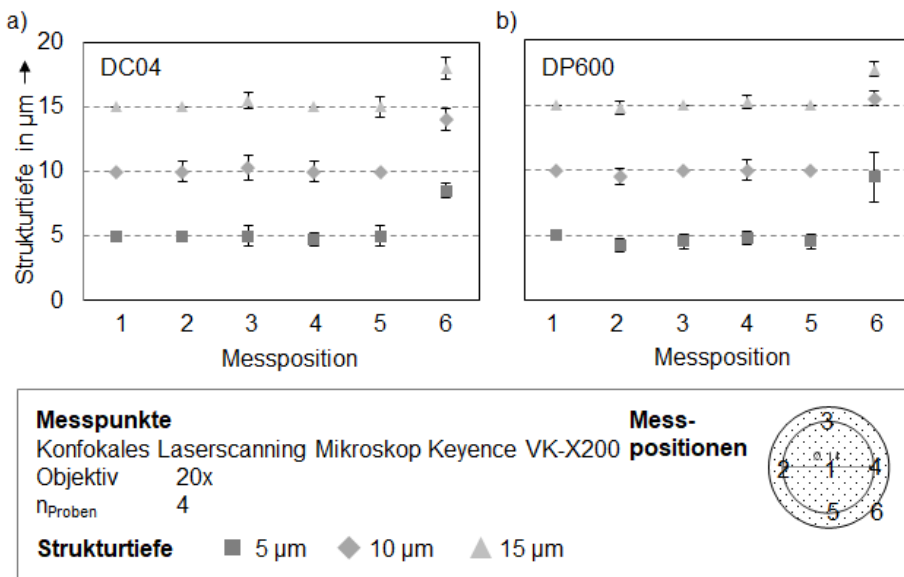 a)
20
15
10
5
0
Strukturtiefe in µm
DC04
1 2 3 4 5 6
Messposition
b)
DP600
1 2 3 4 5 6
Messposition
Messpunkte
Konfokales Laserscanning Mikroskop Keyence VK-X200
Objektiv 20x
nProben 4
Mess-
positionen
3
2 1 4
5 6
Strukturtiefe 5 µm 10 µm 15 µm